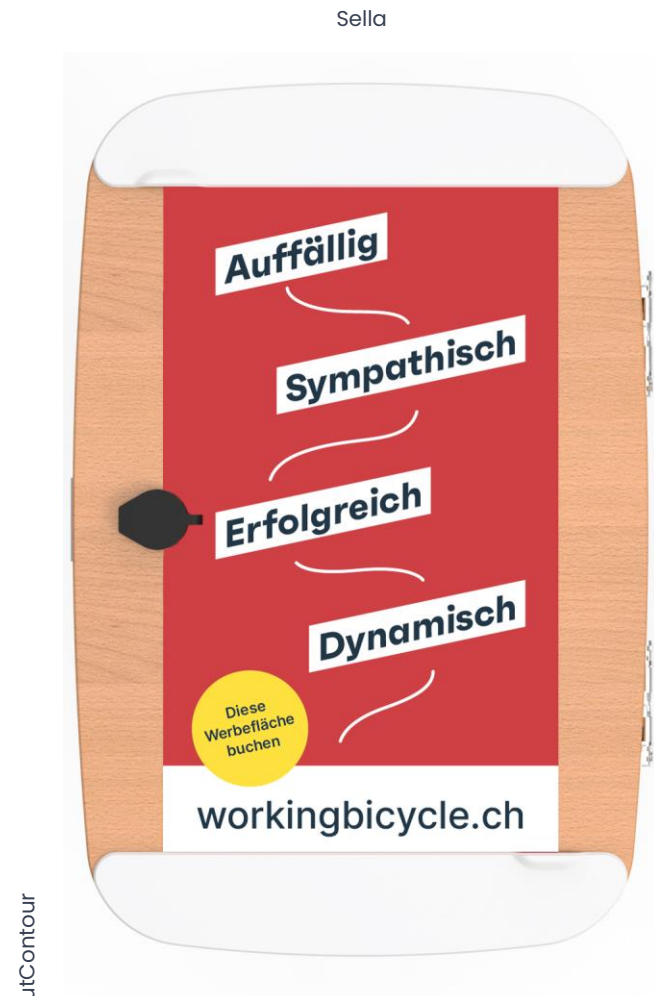 Sella
Auffällig
Sympathisch
Erfolgreich
Dynamisch
Diese
Werbefläche
buchen
workingbicycle.ch